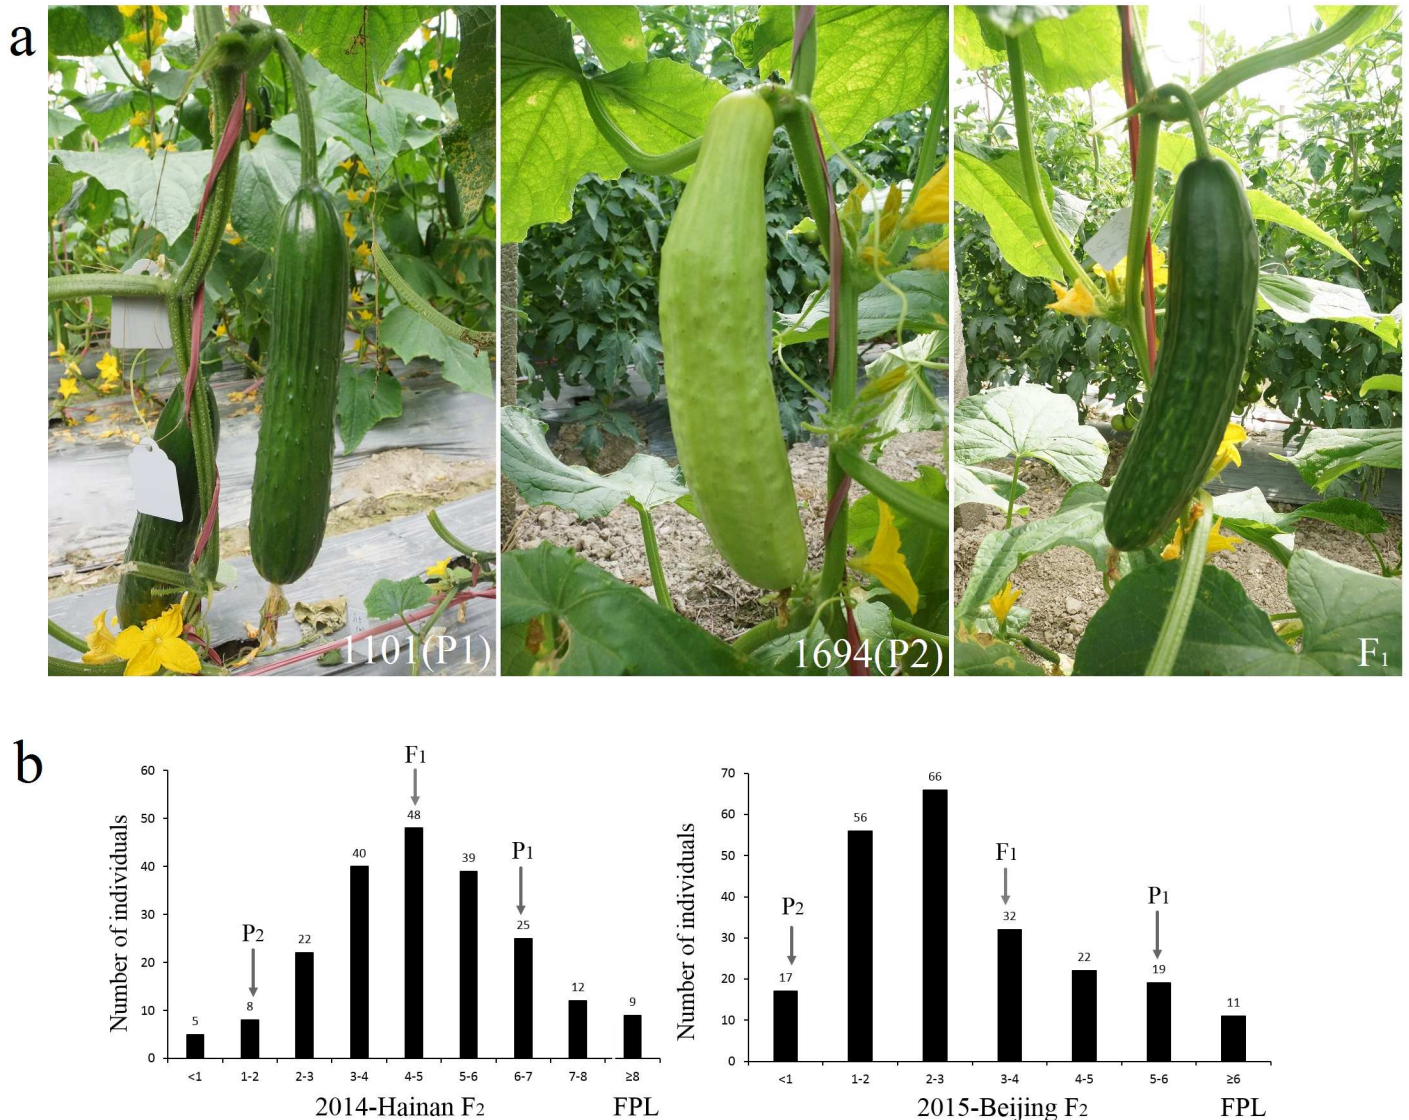 a
1101(P1)
1694(P2)
F1
b
Number of individuals
60
50
40
30
20
10
0
5
8
22
40
48
39
25
12
9
P2
F1
P1
<1
1-2
2-3
3-4
4-5
5-6
6-7
7-8
≥8
2014-Hainan F2
FPL
Number of individuals
70
60
50
40
30
20
10
0
17
56
66
32
22
19
11
P2
F1
P1
<1
1-2
2-3
3-4
4-5
5-6
≥6
2015-Beijing F2
FPL